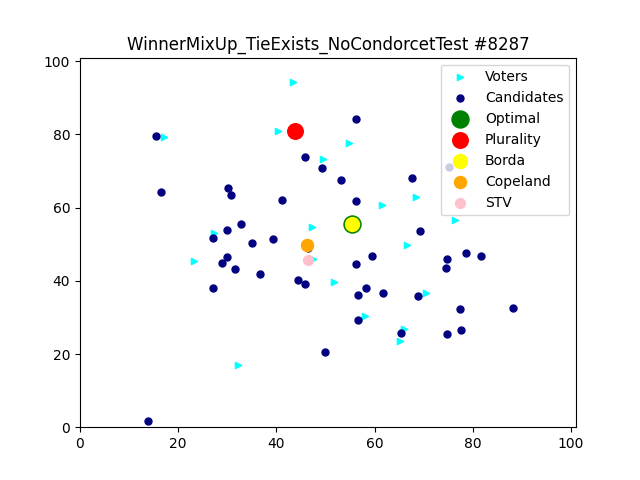 WinnerMixUp_TieExists_NoCondorcetTest #8287
100
80
60
40
20
0
0 20 40 60 80 100
Voters
Candidates
Optimal
Plurality
Borda
Copeland
STV